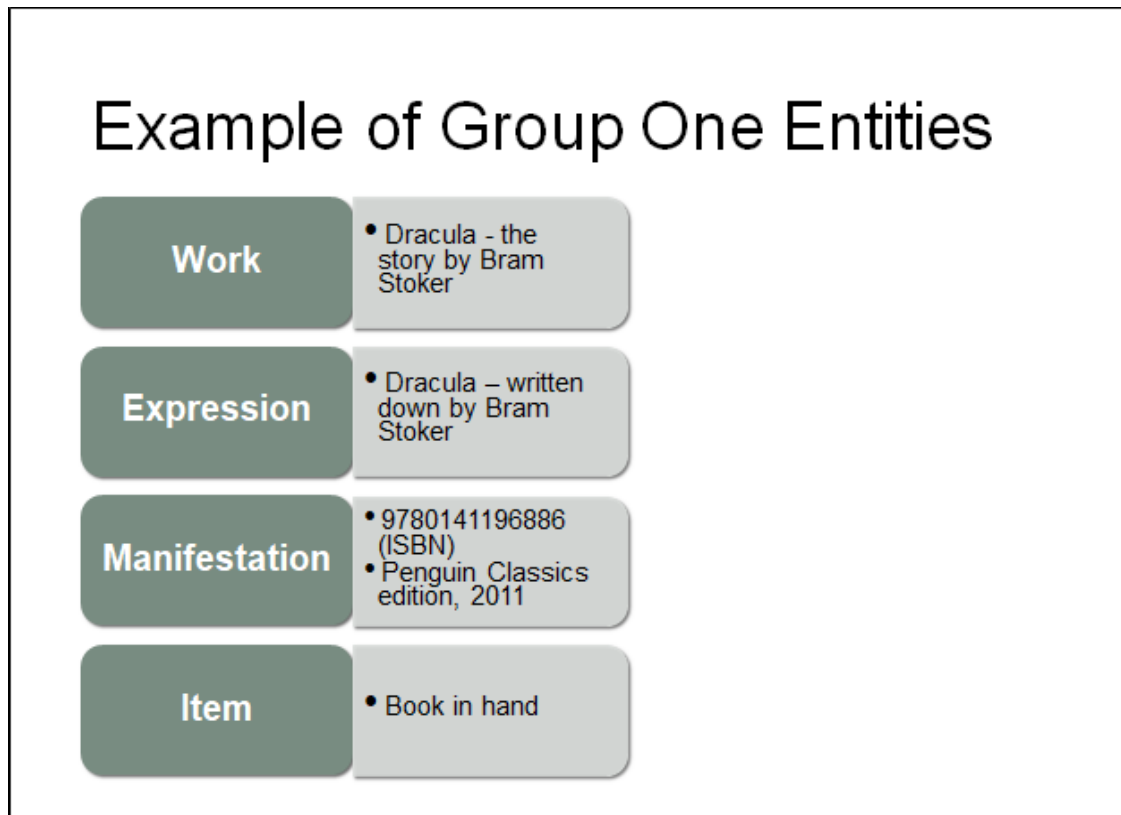 Example of Group One Entities
Work
• Dracula - the
story by Bram
Stoker
Expression
• Dracula – written
down by Bram
Stoker
Manifestation
• 9780141196886
(ISBN)
• Penguin Classics
edition, 2011
Item
• Book in hand